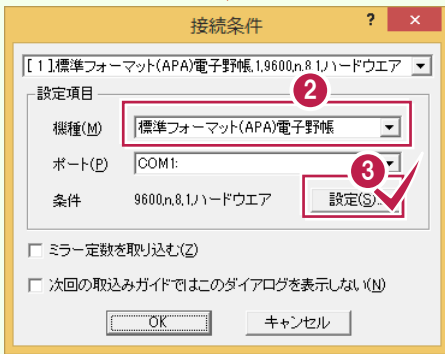 接続条件 ? ×
[ 1 ],標準フォーマット(APA)電子野帳,1,9600,n,8,1,ハードウエア
設定項目
2
機種(M) 標準フォーマット(APA)電子野帳
ポート(P) COM1:
3
条件 9600,n,8,1,ハードウエア 設定(S)...
ミラー定数を取り込む(Z)
次回の取込みガイドではこのダイアログを表示しない(N)
OK キャンセル